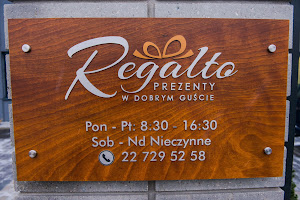 Regalto
PREZENTY
W DOBRYM GUŚCIE
Pon - Pt: 8.30 - 16:30
Sob - Nd Nieczynne
22 729 52 58